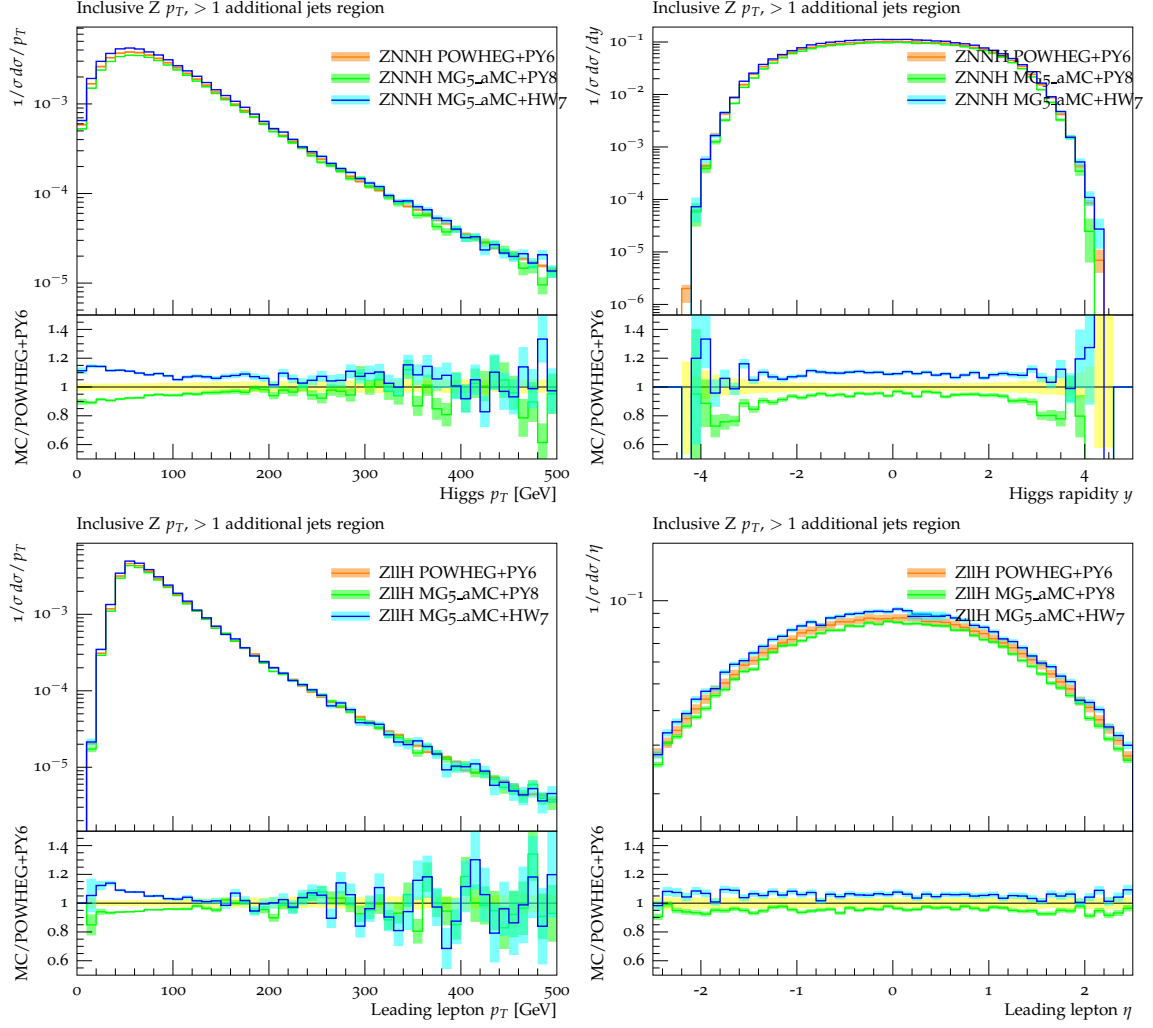 Inclusive Z pT, > 1 additional jets region
1/σ dσ/pT
ZNNH POWHEG+PY6
ZNNH MG5_aMC+PY8
ZNNH MG5_aMC+HW7
10−3
10−4
10−5
MC/POWHEG+PY6
1.4
1.2
1
0.8
0.6
0 100 200 300 400 500
Higgs pT [GeV]
Inclusive Z pT, > 1 additional jets region
1/σ dσ/dy
ZNNH POWHEG+PY6
ZNNH MG5_aMC+PY8
ZNNH MG5_aMC+HW7
10−1
10−2
10−3
10−4
10−5
10−6
MC/POWHEG+PY6
1.4
1.2
1
0.8
0.6
-4 -2 0 2 4
Higgs rapidity y
Inclusive Z pT, > 1 additional jets region
1/σ dσ/pT
ZllH POWHEG+PY6
ZllH MG5_aMC+PY8
ZllH MG5_aMC+HW7
10−3
10−4
10−5
MC/POWHEG+PY6
1.4
1.2
1
0.8
0.6
0 100 200 300 400 500
Leading lepton pT [GeV]
Inclusive Z pT, > 1 additional jets region
1/σ dσ/η
ZllH POWHEG+PY6
ZllH MG5_aMC+PY8
ZllH MG5_aMC+HW7
10−1
MC/POWHEG+PY6
1.4
1.2
1
0.8
0.6
-2 -1 0 1 2
Leading lepton η